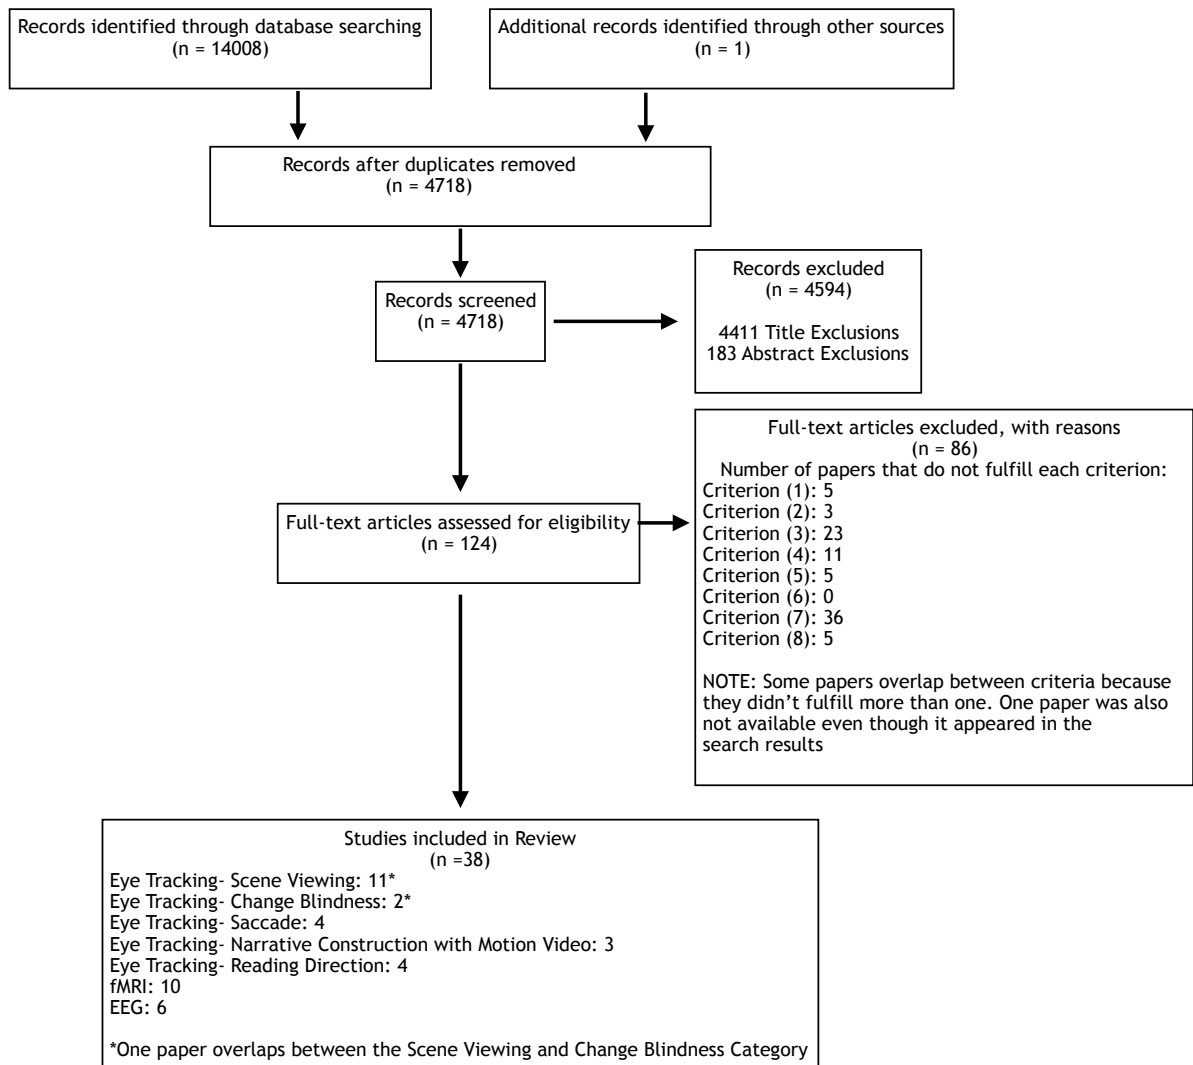 Records identified through database searching
(n = 14008)
Additional records identified through other sources
(n = 1)
Records after duplicates removed
(n = 4718)
Records screened
(n = 4718)
Records excluded
(n = 4594)
4411 Title Exclusions
183 Abstract Exclusions
Full-text articles assessed for eligibility
(n = 124)
Full-text articles excluded, with reasons
(n = 86)
Number of papers that do not fulfill each criterion:
Criterion (1): 5
Criterion (2): 3
Criterion (3): 23
Criterion (4): 11
Criterion (5): 5
Criterion (6): 0
Criterion (7): 36
Criterion (8): 5
NOTE: Some papers overlap between criteria because
they didn’t fulfill more than one. One paper was also
not available even though it appeared in the
search results
Studies included in Review
(n =38)
Eye Tracking- Scene Viewing: 11*
Eye Tracking- Change Blindness: 2*
Eye Tracking- Saccade: 4
Eye Tracking- Narrative Construction with Motion Video: 3
Eye Tracking- Reading Direction: 4
fMRI: 10
EEG: 6
*One paper overlaps between the Scene Viewing and Change Blindness Category